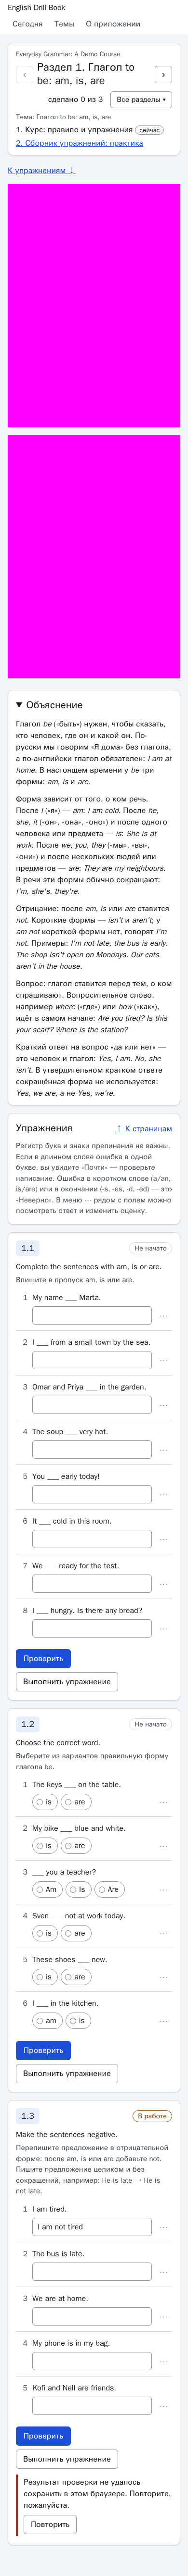 English Drill Book
Сегодня Темы О приложении
Everyday Grammar: A Demo Course
‹ Раздел 1. Глагол to
be: am, is, are ›
сделано 0 из 3 Все разделы ▾
Тема: Глагол to be: am, is, are
1. Курс: правило и упражнения сейчас
2. Сборник упражнений: практика
К упражнениям ↓
▼ Объяснение
Глагол be («быть») нужен, чтобы сказать,
кто человек, где он и какой он. По-
русски мы говорим «Я дома» без глагола,
а по-английски глагол обязателен: I am at
home. В настоящем времени у be три
формы: am, is и are.
Форма зависит от того, о ком речь.
После I («я») — am: I am cold. После he,
she, it («он», «она», «оно») и после одного
человека или предмета — is: She is at
work. После we, you, they («мы», «вы»,
«они») и после нескольких людей или
предметов — are: They are my neighbours.
В речи эти формы обычно сокращают:
I'm, she's, they're.
Отрицание: после am, is или are ставится
not. Короткие формы — isn't и aren't; у
am not короткой формы нет, говорят I'm
not. Примеры: I'm not late, the bus is early.
The shop isn't open on Mondays. Our cats
aren't in the house.
Вопрос: глагол ставится перед тем, о ком
спрашивают. Вопросительное слово,
например where («где») или how («как»),
идёт в самом начале: Are you tired? Is this
your scarf? Where is the station?
Краткий ответ на вопрос «да или нет» —
это человек и глагол: Yes, I am. No, she
isn't. В утвердительном кратком ответе
сокращённая форма не используется:
Yes, we are, а не Yes, we're.
Упражнения ↑ К страницам
Регистр букв и знаки препинания не важны.
Если в длинном слове ошибка в одной
букве, вы увидите «Почти» — проверьте
написание. Ошибка в коротком слове (a/an,
is/are) или в окончании (-s, -es, -d, -ed) — это
«Неверно». В меню ⋯ рядом с полем можно
посмотреть ответ и изменить оценку.
1.1 Не начато
Complete the sentences with am, is or are.
Впишите в пропуск am, is или are.
1 My name ___ Marta.
⋯
2 I ___ from a small town by the sea.
⋯
3 Omar and Priya ___ in the garden.
⋯
4 The soup ___ very hot.
⋯
5 You ___ early today!
⋯
6 It ___ cold in this room.
⋯
7 We ___ ready for the test.
⋯
8 I ___ hungry. Is there any bread?
⋯
Проверить
Выполнить упражнение
1.2 Не начато
Choose the correct word.
Выберите из вариантов правильную форму
глагола be.
1 The keys ___ on the table.
is are ⋯
2 My bike ___ blue and white.
is are ⋯
3 ___ you a teacher?
Am Is Are ⋯
4 Sven ___ not at work today.
is are ⋯
5 These shoes ___ new.
is are ⋯
6 I ___ in the kitchen.
am is ⋯
Проверить
Выполнить упражнение
1.3 В работе
Make the sentences negative.
Перепишите предложение в отрицательной
форме: после am, is или are добавьте not.
Пишите предложение целиком и без
сокращений, например: He is late → He is
not late.
1 I am tired.
I am not tired ⋯
2 The bus is late.
⋯
3 We are at home.
⋯
4 My phone is in my bag.
⋯
5 Kofi and Nell are friends.
⋯
Проверить
Выполнить упражнение
Результат проверки не удалось
сохранить в этом браузере. Повторите,
пожалуйста.
Повторить